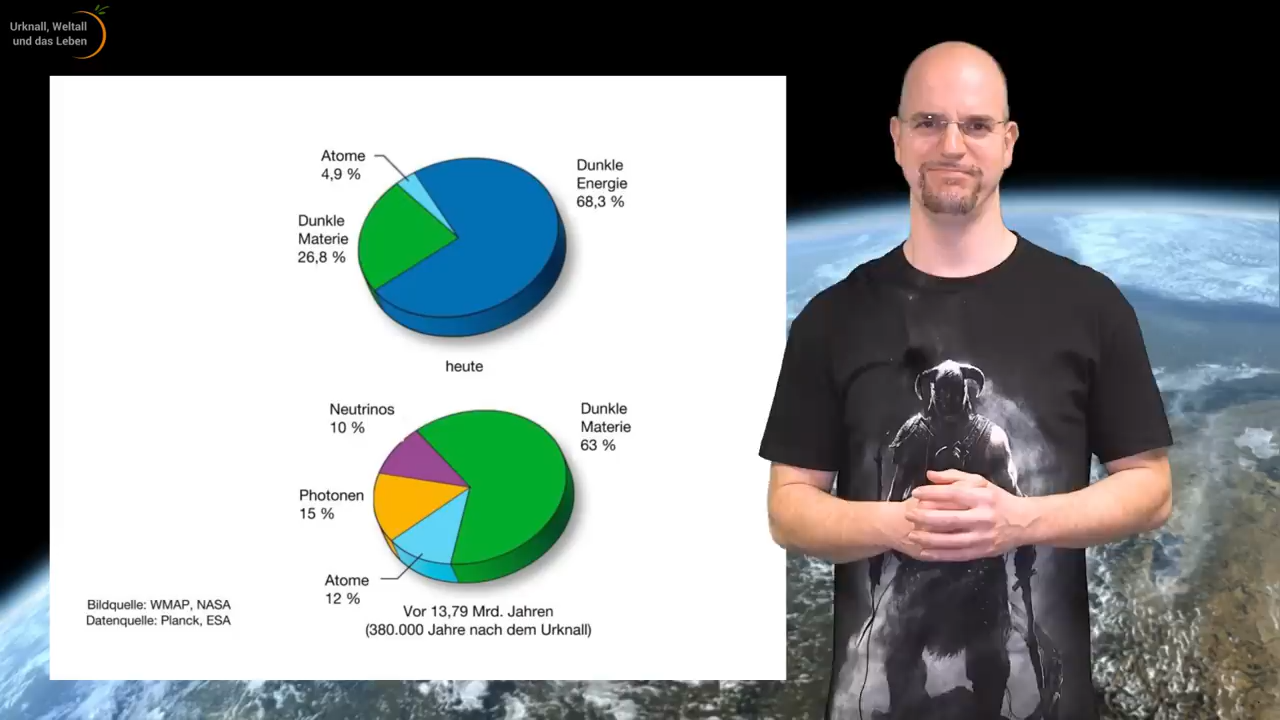 Urknall, Weltall
und das Leben
Atome
4,9 %
Dunkle
Energie
68,3 %
Dunkle
Materie
26,8 %
heute
Neutrinos
10 %
Dunkle
Materie
63 %
Photonen
15 %
Atome
12 %
Bildquelle: WMAP, NASA
Datenquelle: Planck, ESA
Vor 13,79 Mrd. Jahren
(380.000 Jahre nach dem Urknall)